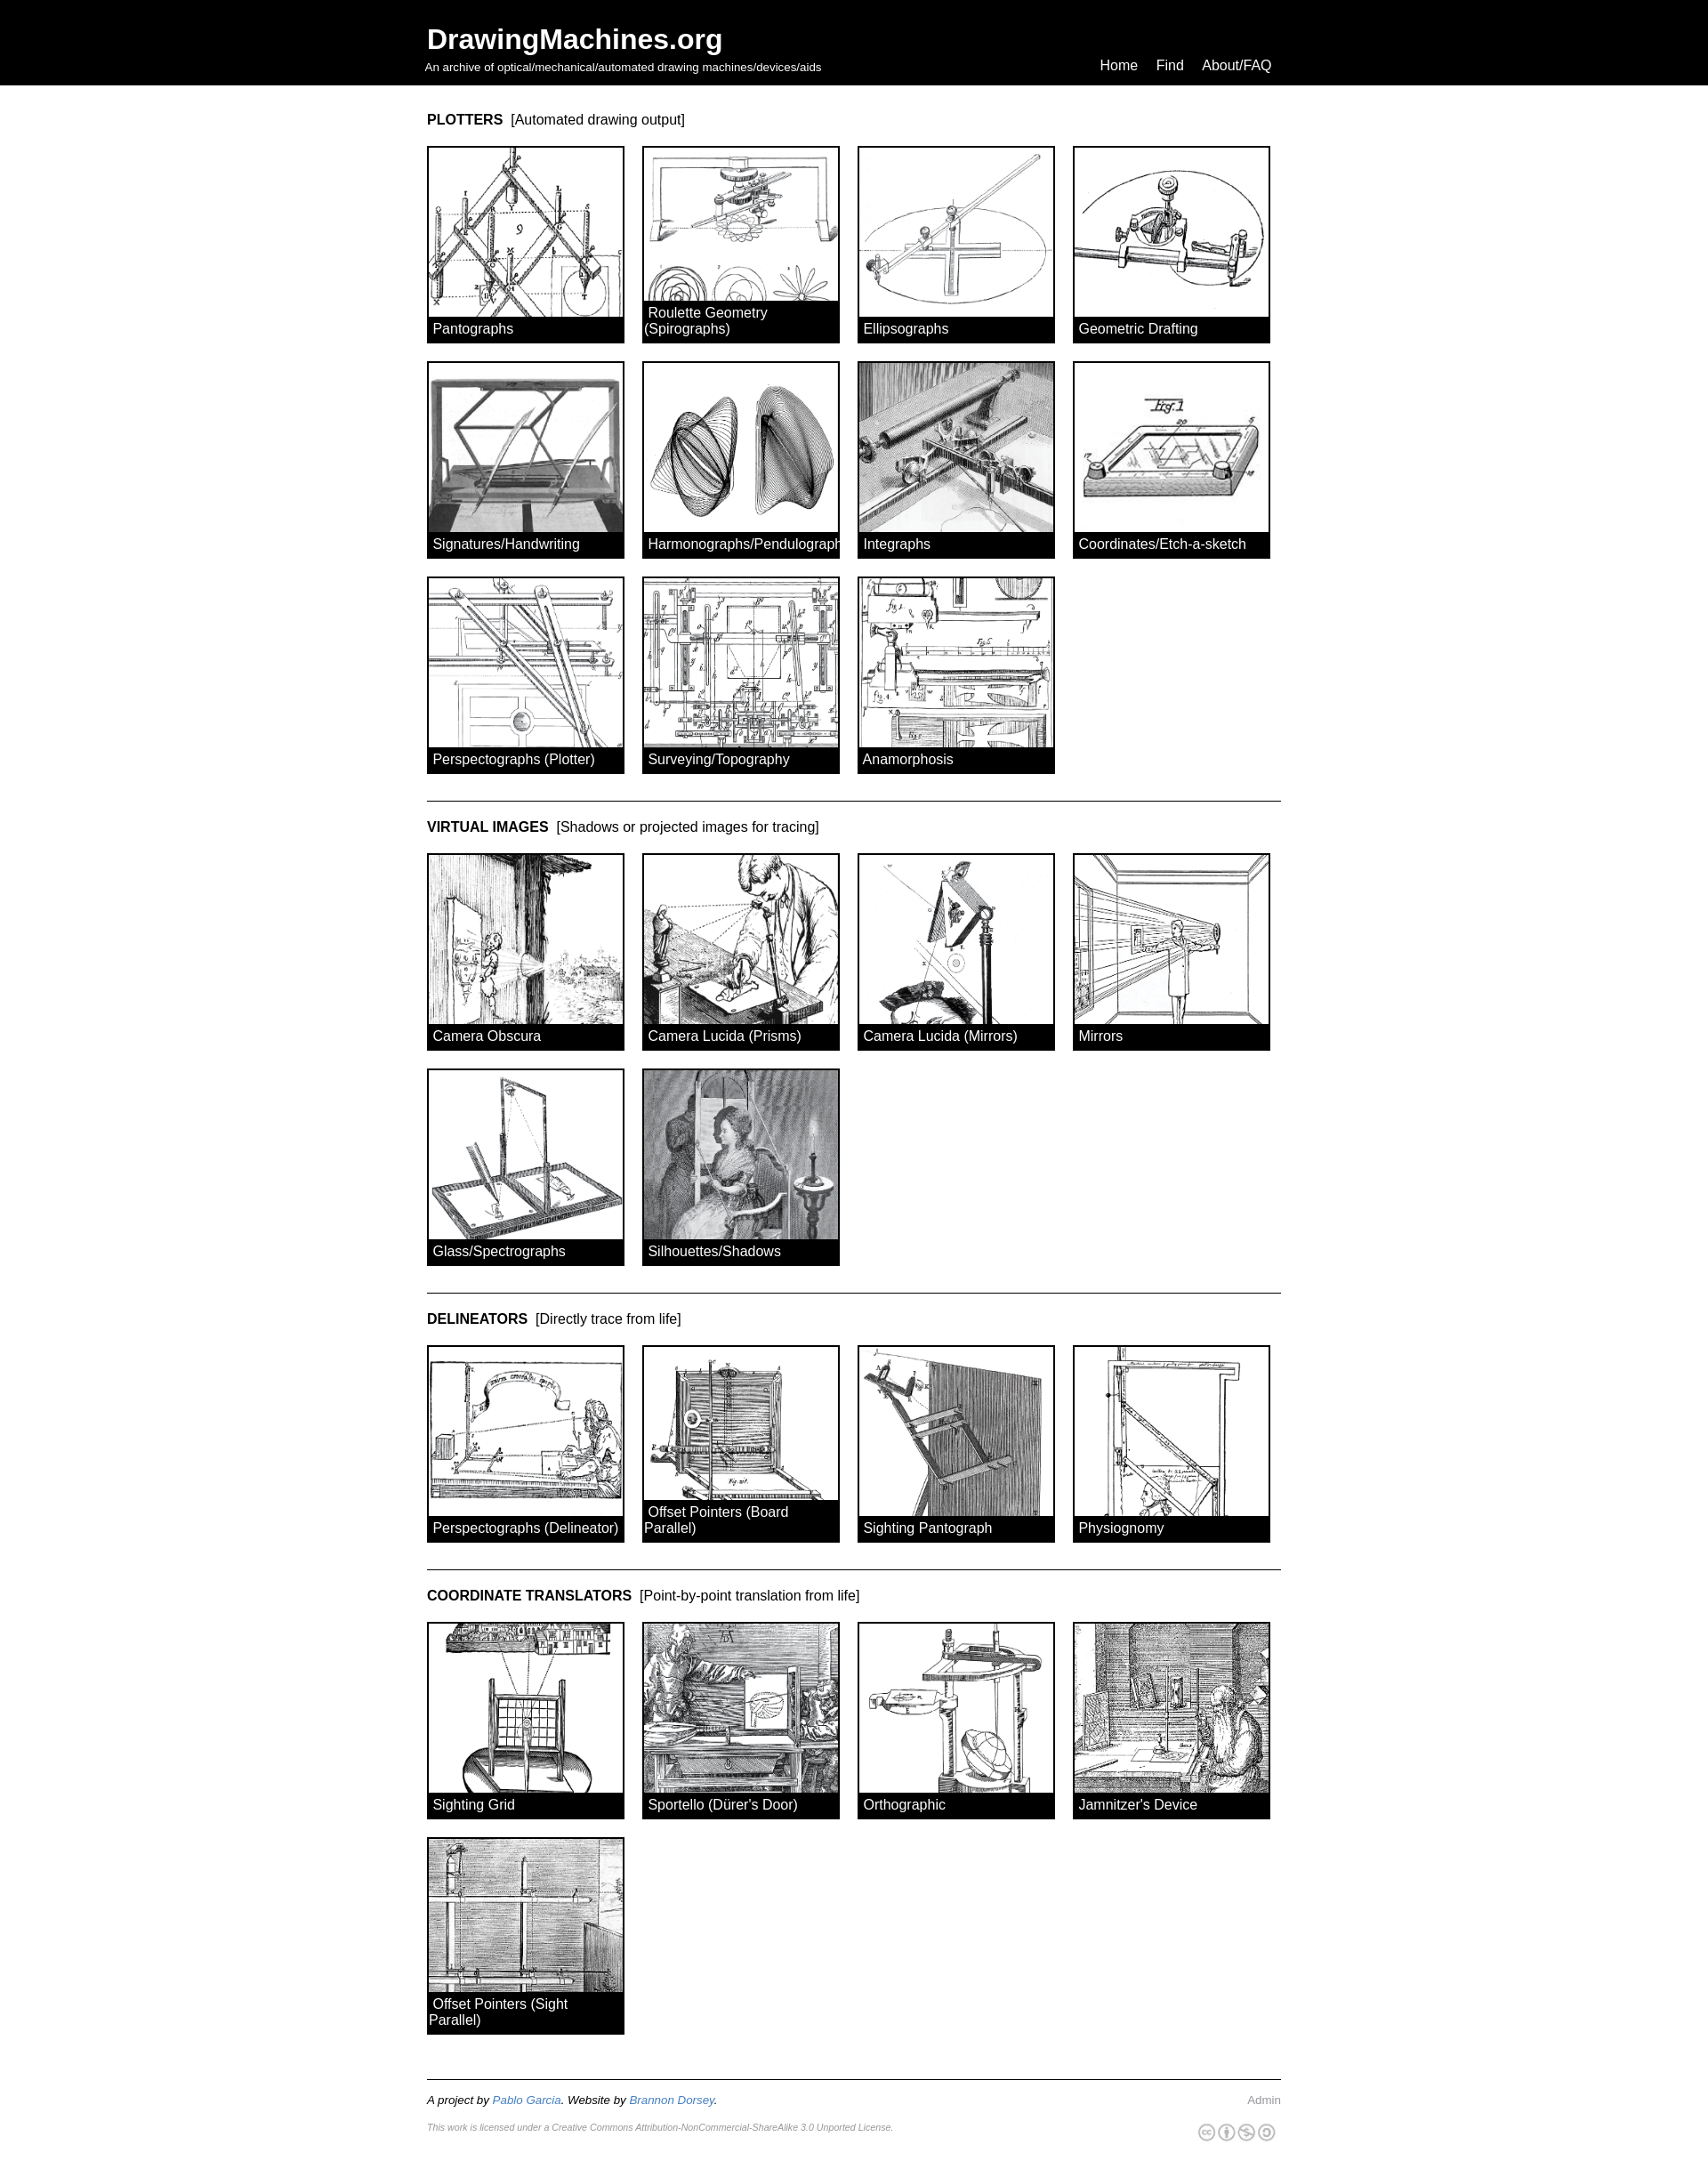 DrawingMachines.org
An archive of optical/mechanical/automated drawing machines/devices/aids
Home Find About/FAQ
PLOTTERS [Automated drawing output]
Pantographs
Roulette Geometry
(Spirographs)
Ellipsographs
Geometric Drafting
Signatures/Handwriting
Harmonographs/Pendulograph
Integraphs
Coordinates/Etch-a-sketch
Perspectographs (Plotter)
Surveying/Topography
Anamorphosis
VIRTUAL IMAGES [Shadows or projected images for tracing]
Camera Obscura
Camera Lucida (Prisms)
Camera Lucida (Mirrors)
Mirrors
Glass/Spectrographs
Silhouettes/Shadows
DELINEATORS [Directly trace from life]
Perspectographs (Delineator)
Offset Pointers (Board
Parallel)
Sighting Pantograph
Physiognomy
COORDINATE TRANSLATORS [Point-by-point translation from life]
Sighting Grid
Sportello (Dürer's Door)
Orthographic
Jamnitzer's Device
Offset Pointers (Sight
Parallel)
A project by Pablo Garcia. Website by Brannon Dorsey.
Admin
This work is licensed under a Creative Commons Attribution-NonCommercial-ShareAlike 3.0 Unported License.